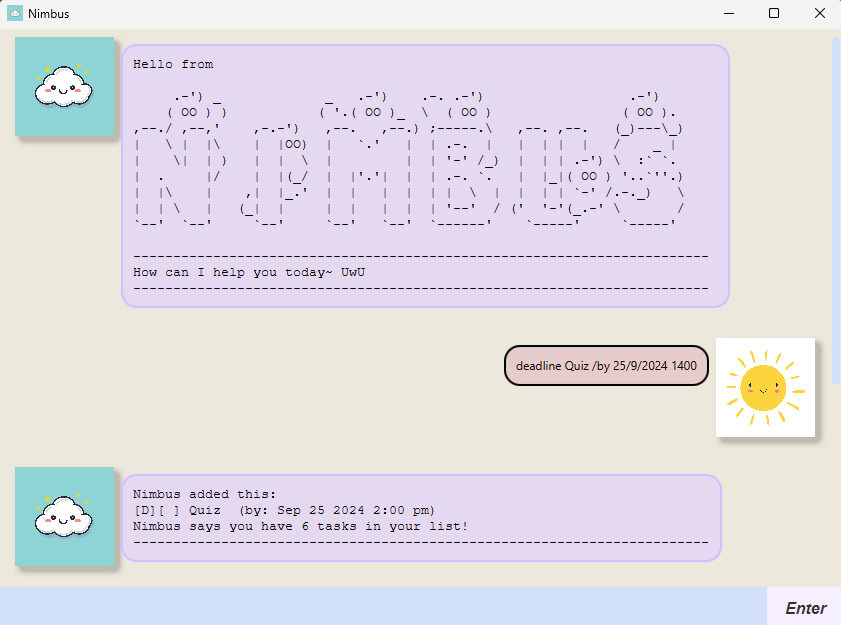 Nimbus
Hello from
NIMBUS
------------------------------------------------------------------------
How can I help you today~ UwU
------------------------------------------------------------------------
deadline Quiz /by 25/9/2024 1400
Nimbus added this:
[D][ ] Quiz  (by: Sep 25 2024 2:00 pm)
Nimbus says you have 6 tasks in your list!
------------------------------------------------------------------------
Enter